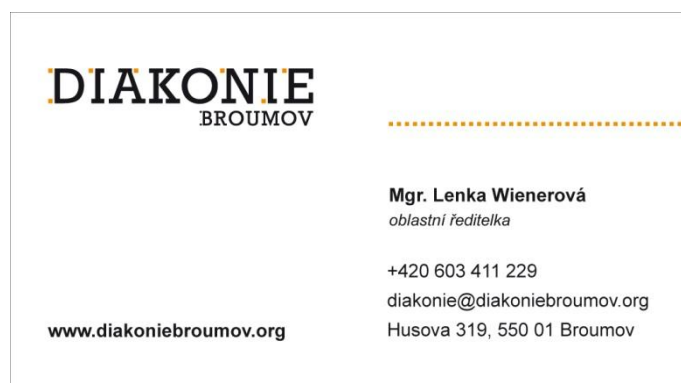 DIAKONIE
BROUMOV
Mgr. Lenka Wienerová
oblastní ředitelka
+420 603 411 229
diakonie@diakoniebroumov.org
Husova 319, 550 01 Broumov
www.diakoniebroumov.org